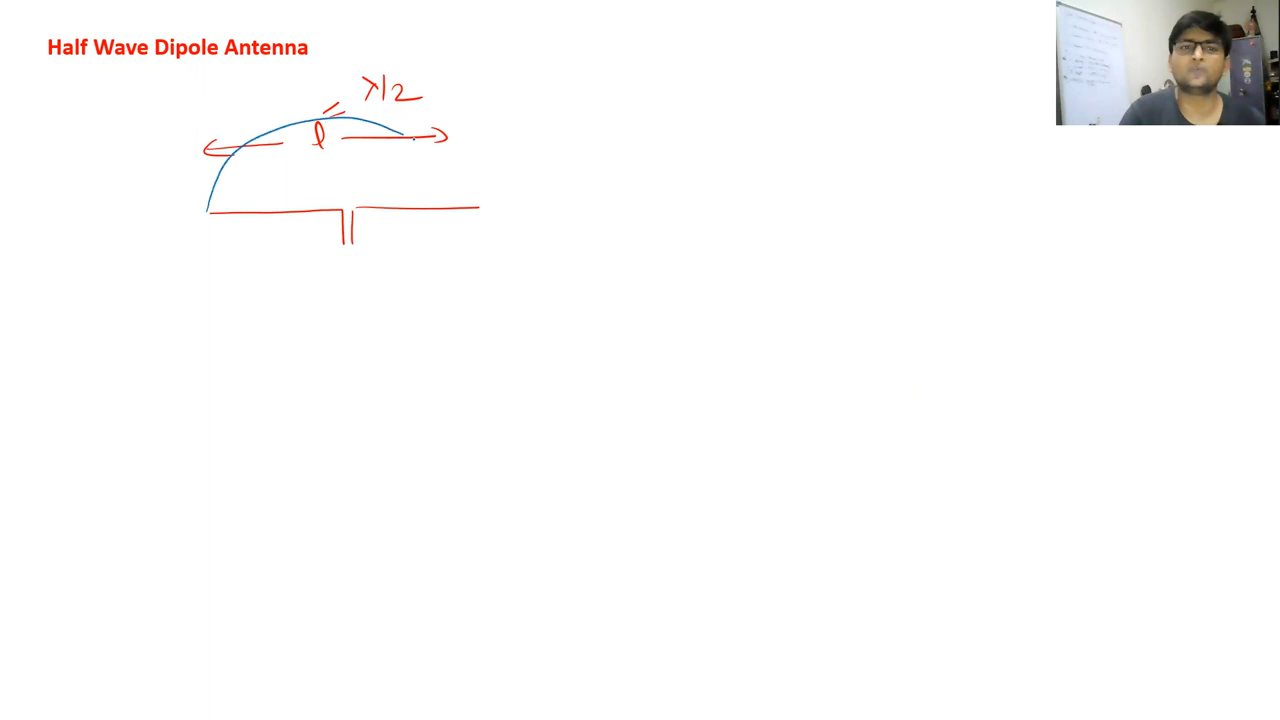 Half Wave Dipole Antenna
λ/2
=
l